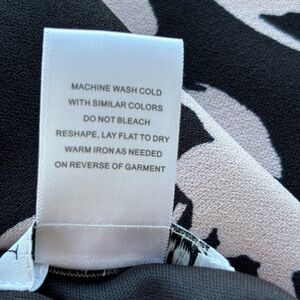 MACHINE WASH COLD
WITH SIMILAR COLORS
DO NOT BLEACH
RESHAPE, LAY FLAT TO DRY
WARM IRON AS NEEDED
ON REVERSE OF GARMENT